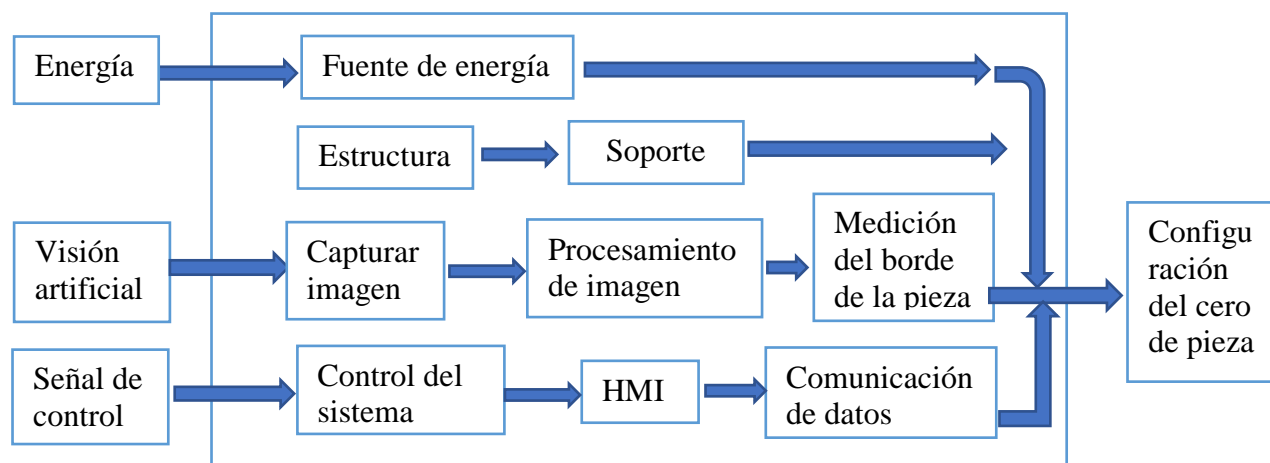 Energía
Fuente de energía
Estructura
Soporte
Visión
artificial
Capturar
imagen
Procesamiento
de imagen
Medición
del borde
de la pieza
Configu
ración
del cero
de pieza
Señal de
control
Control del
sistema
HMI
Comunicación
de datos